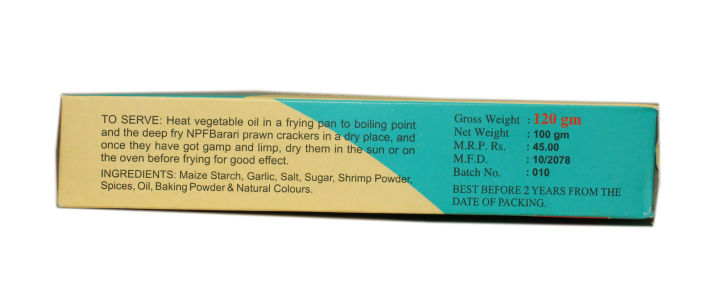 TO SERVE: Heat vegetable oil in a frying pan to boiling point
and the deep fry NPFBarari prawn crackers in a dry place, and
once they have got gamp and limp, dry them in the sun or on
the oven before frying for good effect.
INGREDIENTS: Maize Starch, Garlic, Salt, Sugar, Shrimp Powder,
Spices, Oil, Baking Powder & Natural Colours.
Gross Weight : 120 gm
Net Weight : 100 gm
M.R.P. Rs. : 45.00
M.F.D. : 10/2078
Batch No. : 010
BEST BEFORE 2 YEARS FROM THE
DATE OF PACKING.